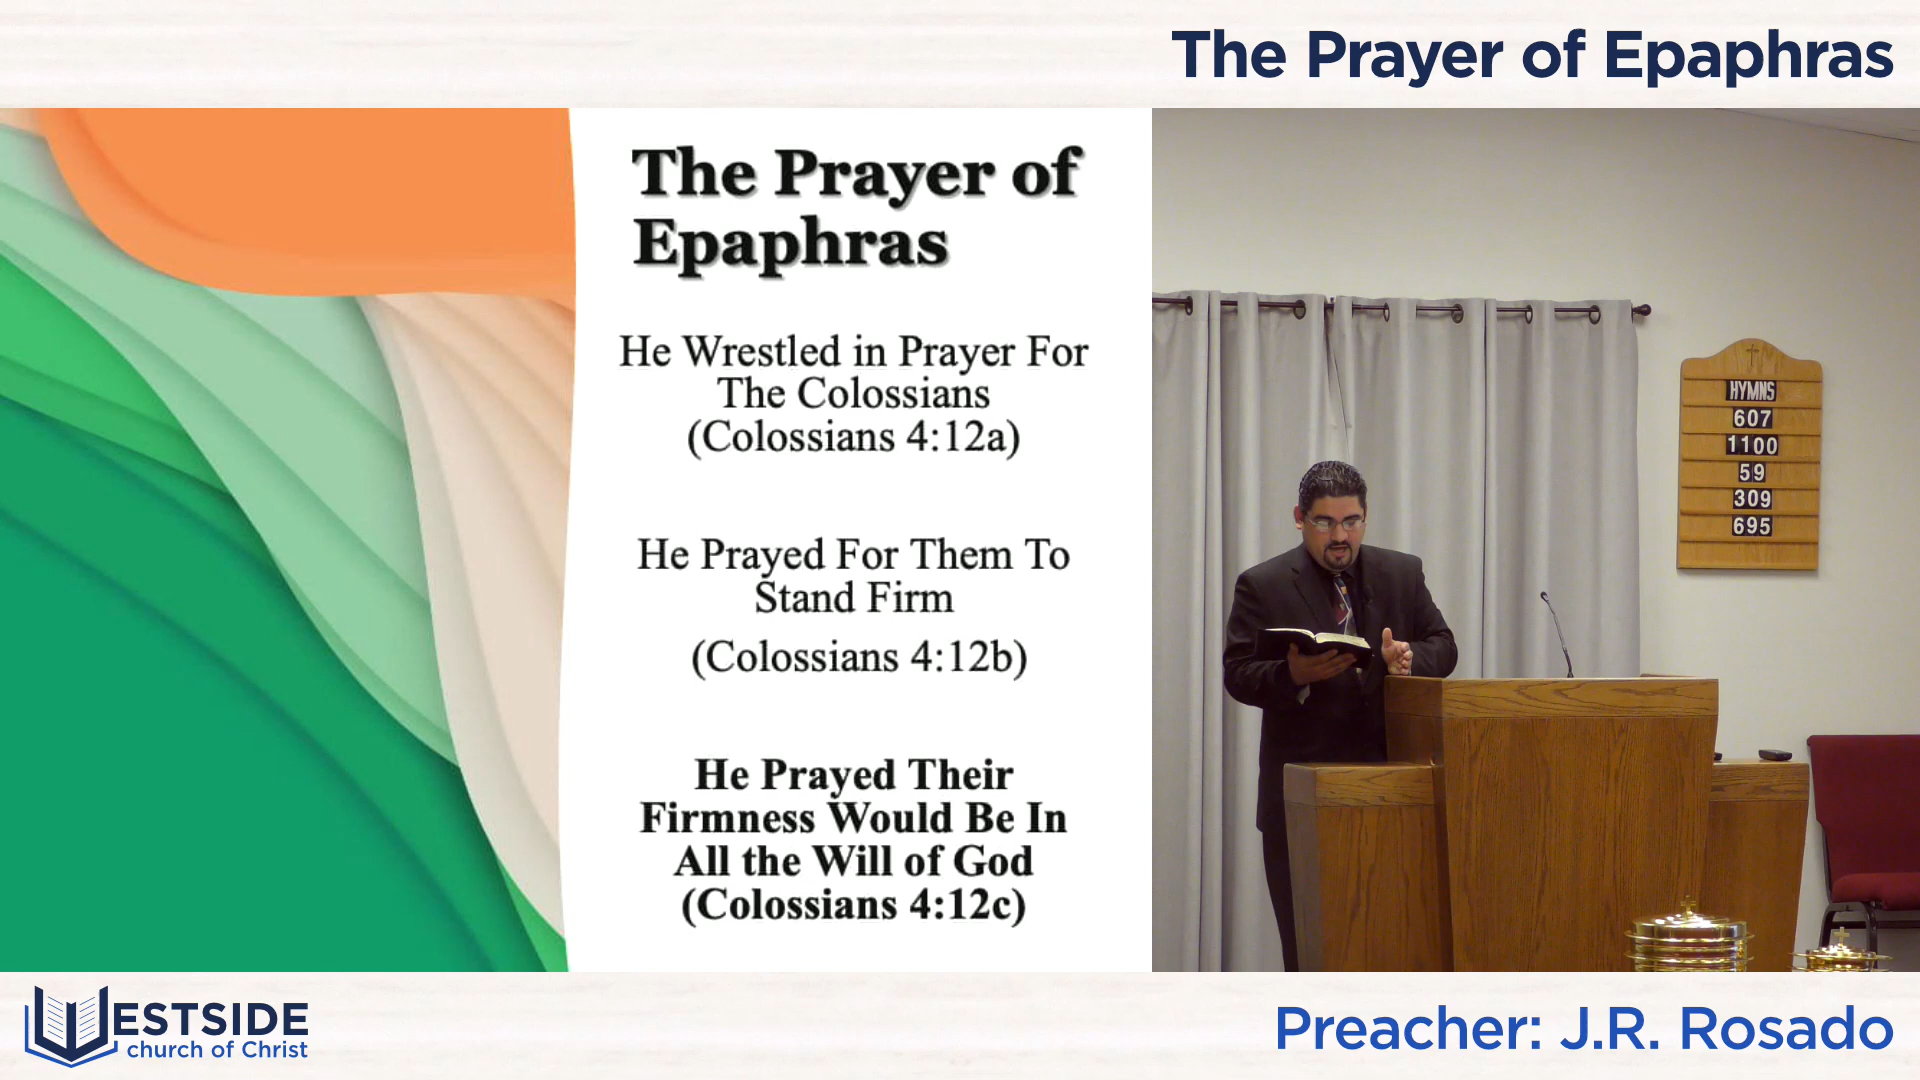 The Prayer of Epaphras
The Prayer of
Epaphras
He Wrestled in Prayer For
The Colossians
(Colossians 4:12a)
He Prayed For Them To
Stand Firm
(Colossians 4:12b)
He Prayed Their
Firmness Would Be In
All the Will of God
(Colossians 4:12c)
HYMNS
607
1100
59
309
695
WESTSIDE
church of Christ
Preacher: J.R. Rosado